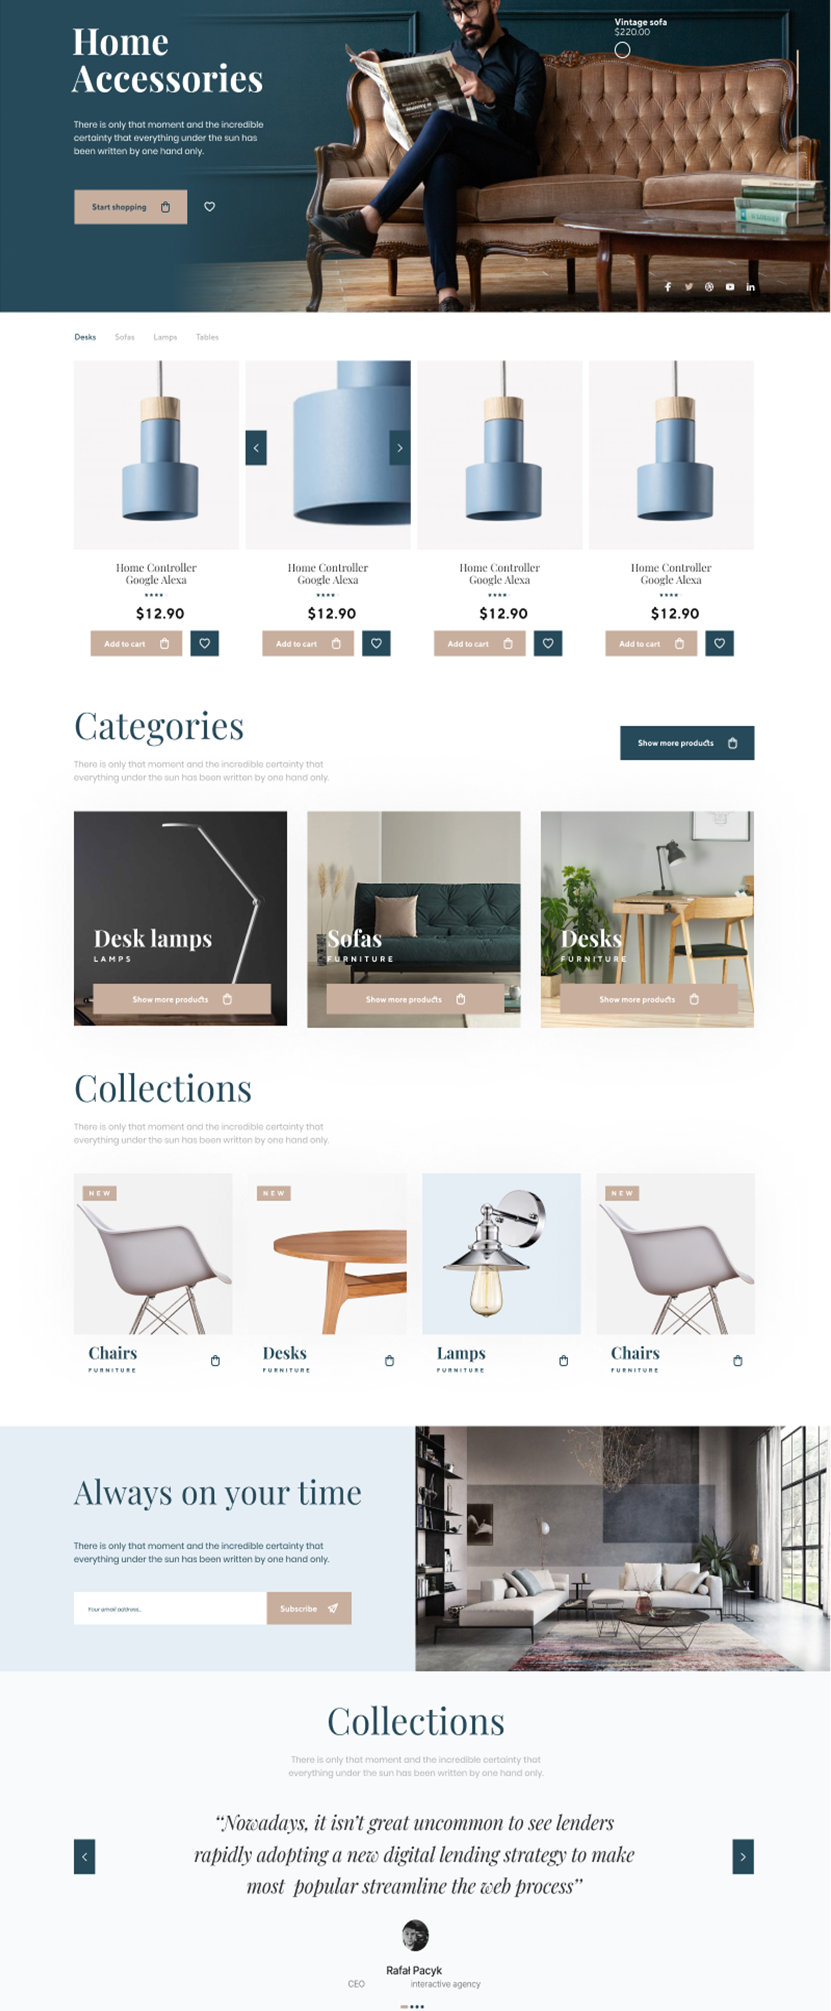 Home
Accessories
Vintage sofa
$220.00
There is only that moment and the incredible
certainty that everything under the sun has
been written by one hand only.
Start shopping
Desks Sofas Lamps Tables
Home Controller
Google Alexa
$12.90
Add to cart
Home Controller
Google Alexa
$12.90
Add to cart
Home Controller
Google Alexa
$12.90
Add to cart
Home Controller
Google Alexa
$12.90
Add to cart
Categories
There is only that moment and the incredible certainty that
everything under the sun has been written by one hand only.
Show more products
Desk lamps
LAMPS
Show more products
Sofas
FURNITURE
Show more products
Desks
FURNITURE
Show more products
Collections
There is only that moment and the incredible certainty that
everything under the sun has been written by one hand only.
NEW
Chairs
FURNITURE
NEW
Desks
FURNITURE
Lamps
FURNITURE
NEW
Chairs
FURNITURE
Always on your time
There is only that moment and the incredible certainty that
everything under the sun has been written by one hand only.
Your email address...
Subscribe
Collections
There is only that moment and the incredible certainty that
everything under the sun has been written by one hand only.
“Nowadays, it isn’t great uncommon to see lenders
rapidly adopting a new digital lending strategy to make
most popular streamline the web process”
Rafał Pacyk
CEO interactive agency